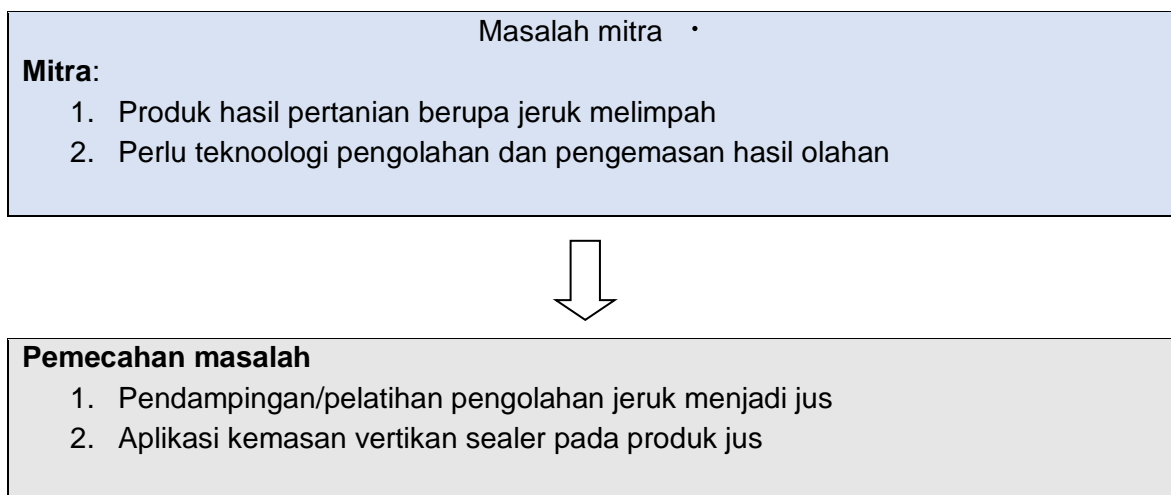 Masalah mitra •
Mitra:
1. Produk hasil pertanian berupa jeruk melimpah
2. Perlu teknoologi pengolahan dan pengemasan hasil olahan
Pemecahan masalah
1. Pendampingan/pelatihan pengolahan jeruk menjadi jus
2. Aplikasi kemasan vertikan sealer pada produk jus